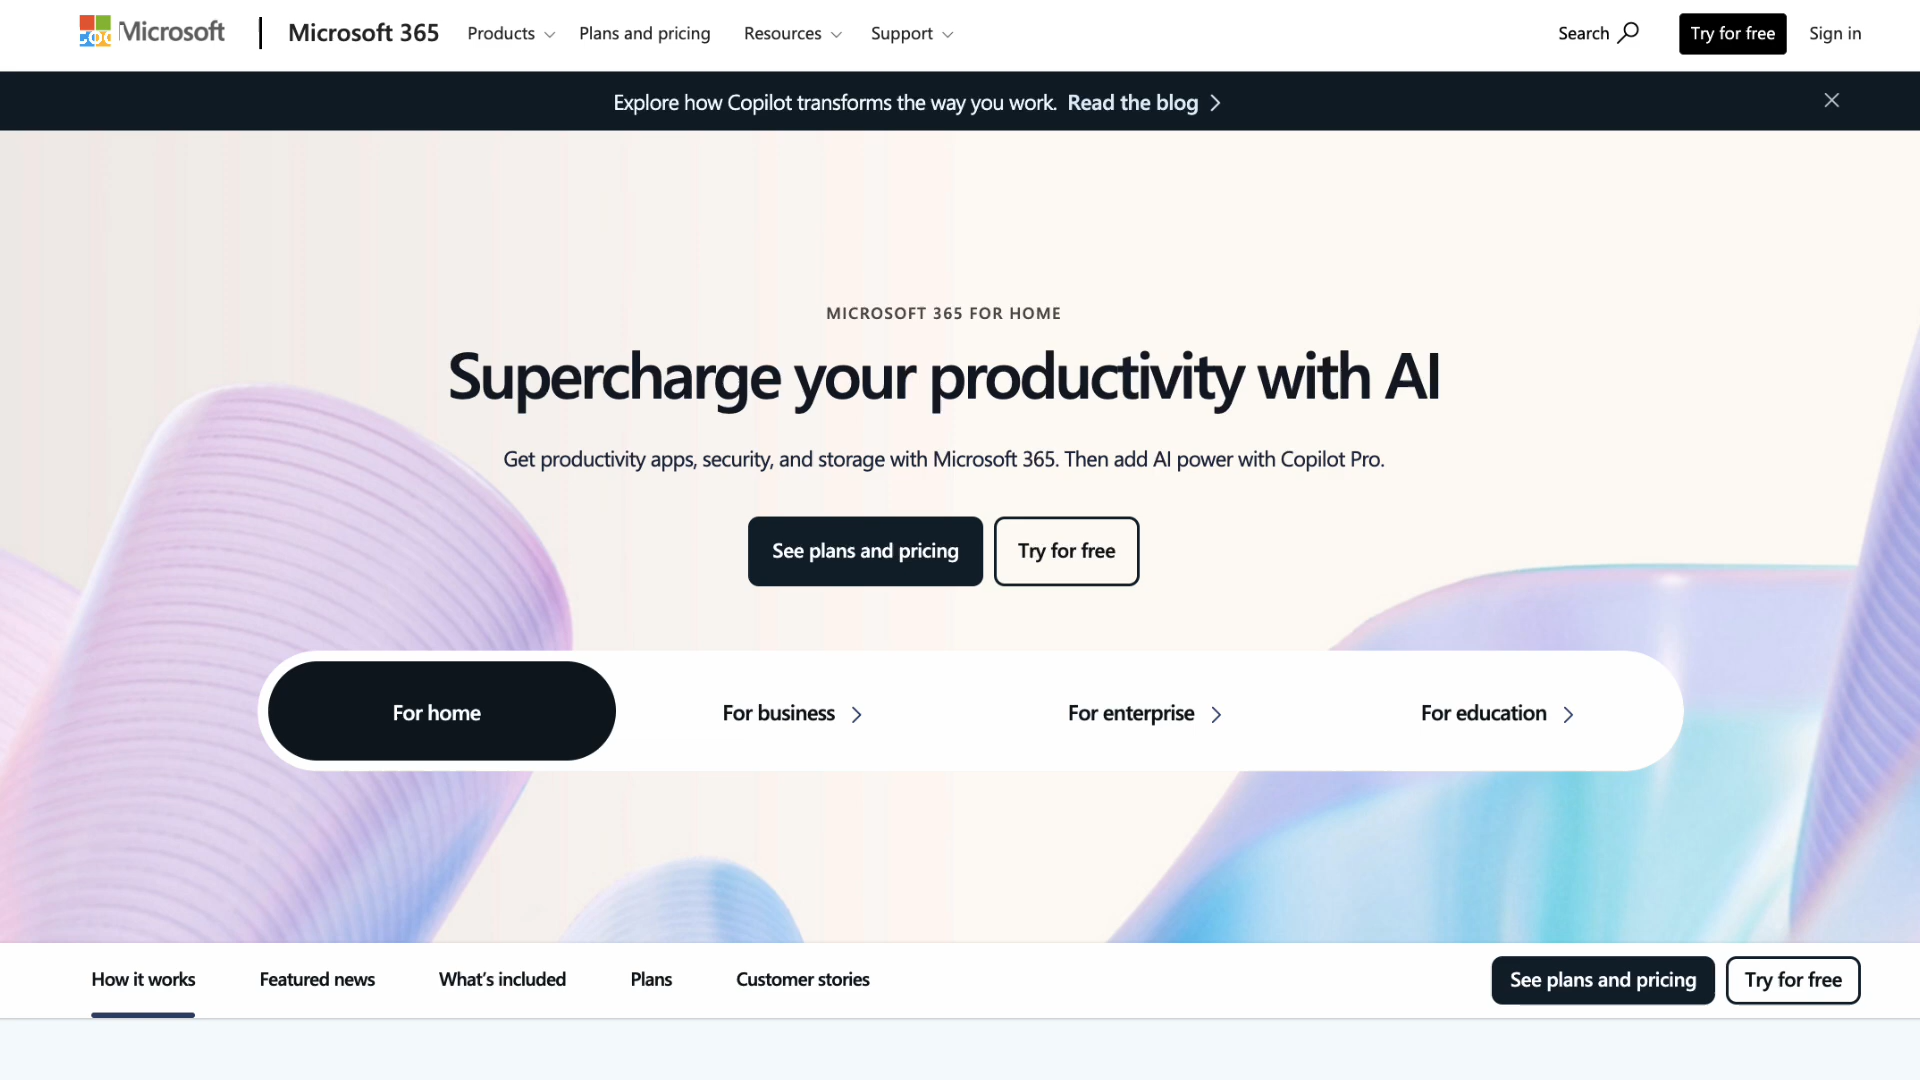 Microsoft
Microsoft 365
Products
Plans and pricing
Resources
Support
Search
Try for free
Sign in
Explore how Copilot transforms the way you work. Read the blog
MICROSOFT 365 FOR HOME
Supercharge your productivity with AI
Get productivity apps, security, and storage with Microsoft 365. Then add AI power with Copilot Pro.
See plans and pricing
Try for free
For home
For business
For enterprise
For education
How it works
Featured news
What's included
Plans
Customer stories
See plans and pricing
Try for free